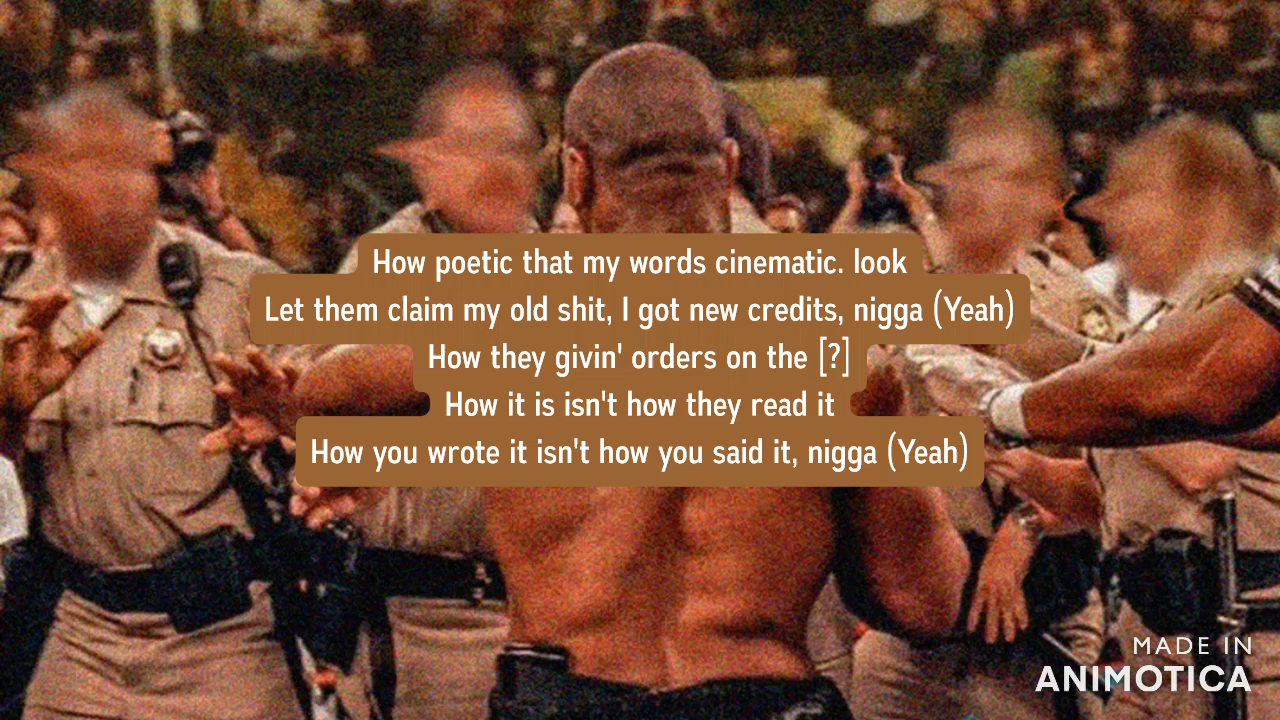 How poetic that my words cinematic. look
Let them claim my old shit, I got new credits, nigga (Yeah)
How they givin' orders on the [?]
How it is isn't how they read it
How you wrote it isn't how you said it, nigga (Yeah)
MADE IN
ANIMOTICA